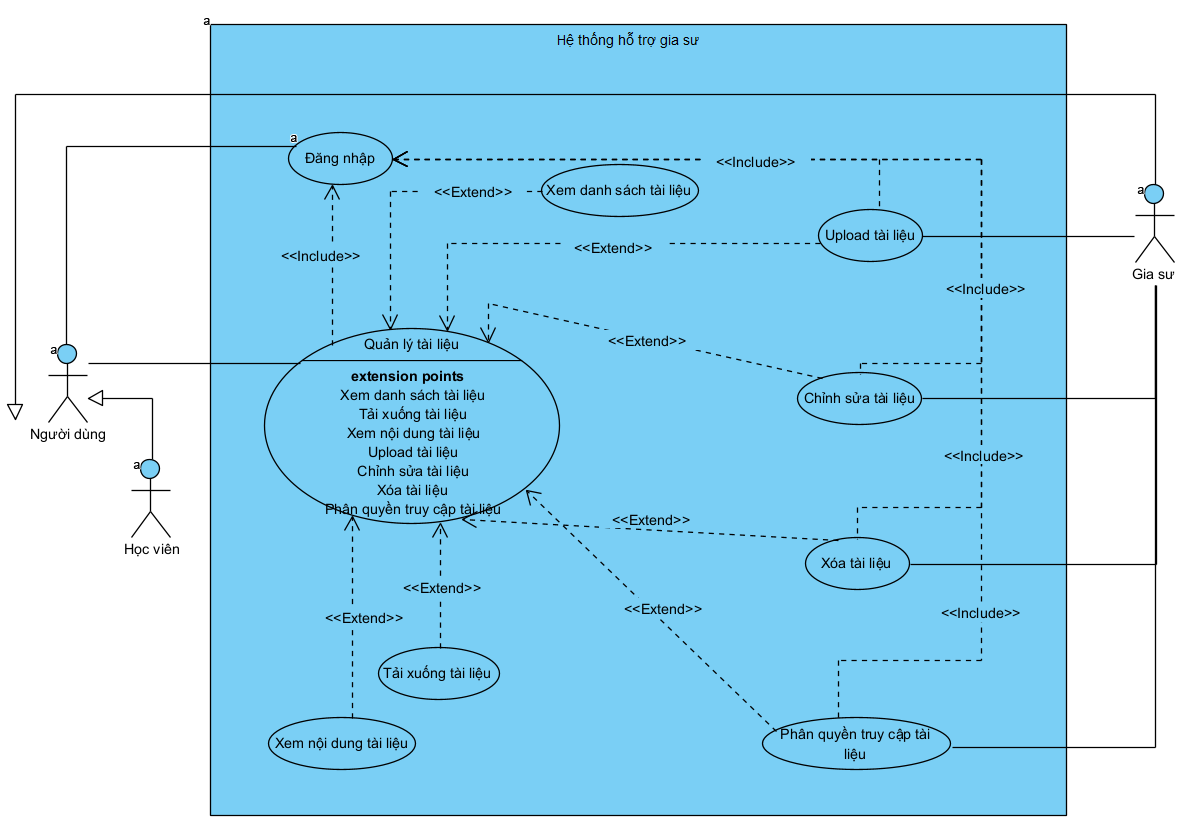 a
Hệ thống hỗ trợ gia sư
a
Đăng nhập
<<Include>>
<<Extend>>
Xem danh sách tài liệu
a
Upload tài liệu
<<Extend>>
<<Include>>
Gia sư
<<Include>>
<<Extend>>
a
Quản lý tài liệu
extension points
Xem danh sách tài liệu
Tải xuống tài liệu
Xem nội dung tài liệu
Upload tài liệu
Chỉnh sửa tài liệu
Xóa tài liệu
Phân quyền truy cập tài liệu
Chỉnh sửa tài liệu
Người dùng
a
Học viên
<<Include>>
<<Extend>>
Xóa tài liệu
<<Extend>>
<<Extend>>
<<Extend>>
<<Include>>
Tải xuống tài liệu
Xem nội dung tài liệu
Phân quyền truy cập tài
liệu